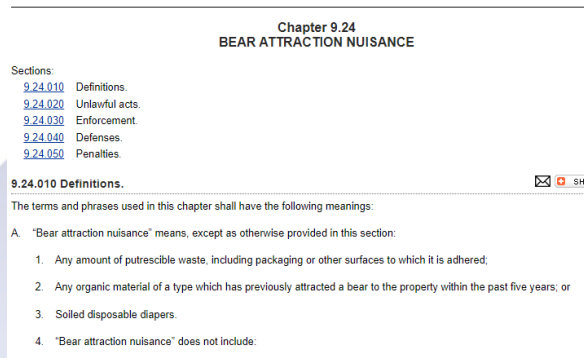 Chapter 9.24
BEAR ATTRACTION NUISANCE
Sections:
9.24.010 Definitions.
9.24.020 Unlawful acts.
9.24.030 Enforcement.
9.24.040 Defenses.
9.24.050 Penalties.
9.24.010 Definitions.
SH
The terms and phrases used in this chapter shall have the following meanings:
A. “Bear attraction nuisance” means, except as otherwise provided in this section:
1. Any amount of putrescible waste, including packaging or other surfaces to which it is adhered;
2. Any organic material of a type which has previously attracted a bear to the property within the past five years; or
3. Soiled disposable diapers.
4. “Bear attraction nuisance” does not include: